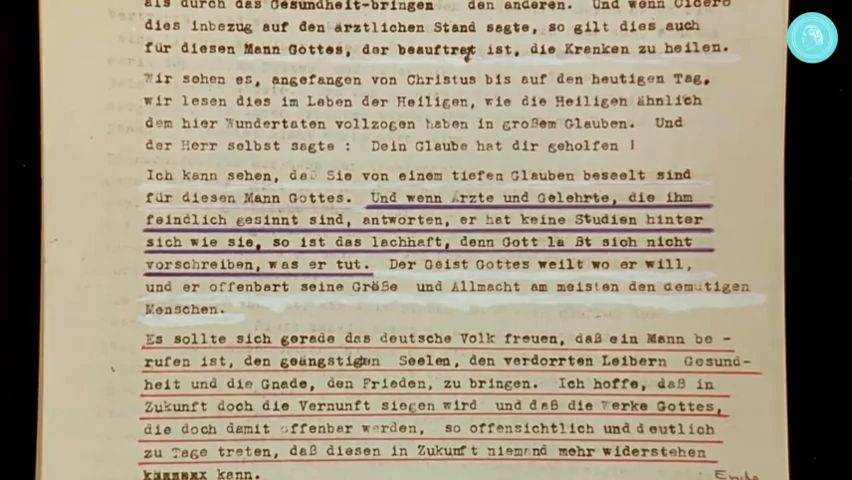 als durch das Gesundheit-bringen den anderen. Und wenn Cicero
dies inbezug auf den ärztlichen Stand sagte, so gilt dies auch
für diesen Mann Gottes, der beauftragt ist, die Kranken zu heilen.
Wir sehen es, angefangen von Christus bis auf den heutigen Tag,
wir lesen dies im Leben der Heiligen, wie die Heiligen ähnlich
dem hier Wundertaten vollzogen haben in großem Glauben. Und
der Herr selbst sagte : Dein Glaube hat dir geholfen !
Ich kann sehen, daß Sie von einem tiefen Glauben beseelt sind
für diesen Mann Gottes. Und wenn Ärzte und Gelehrte, die ihm
feindlich gesinnt sind, antworten, er hat keine Studien hinter
sich wie sie, so ist das lachhaft, denn Gott lä ßt sich nicht
vorschreiben, was er tut. Der Geist Gottes weilt wo er will,
und er offenbart seine Größe und Allmacht am meisten den demütigen
Menschen.
Es sollte sich gerade das deutsche Volk freuen, daß ein Mann be -
rufen ist, den geängstigten Seelen, den verdorrten Leibern Gesund-
heit und die Gnade, den Frieden, zu bringen. Ich hoffe, daß in
Zukunft doch die Vernunft siegen wird und daß die Werke Gottes,
die doch damit offenbar werden, so offensichtlich und deutlich
zu Tage treten, daß diesen in Zukunft niemand mehr widerstehen
kann.
Ende